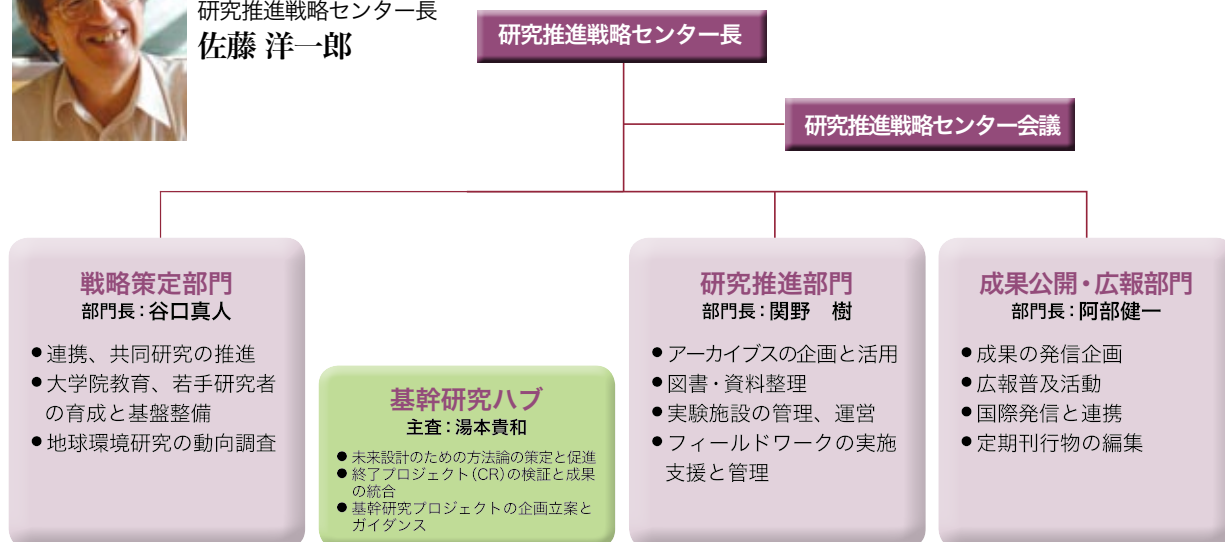 研究推進戦略センター長
佐藤 洋一郎
研究推進戦略センター長
研究推進戦略センター会議
戦略策定部門
部門長：谷口真人
●連携、共同研究の推進
●大学院教育、若手研究者
の育成と基盤整備
●地球環境研究の動向調査
基幹研究ハブ
主査：湯本貴和
●未来設計のための方法論の策定と促進
●終了プロジェクト（CR）の検証と成果
の統合
●基幹研究プロジェクトの企画立案と
ガイダンス
研究推進部門
部門長：関野　樹
●アーカイブスの企画と活用
●図書・資料整理
●実験施設の管理、運営
●フィールドワークの実施
支援と管理
成果公開・広報部門
部門長：阿部健一
●成果の発信企画
●広報普及活動
●国際発信と連携
●定期刊行物の編集